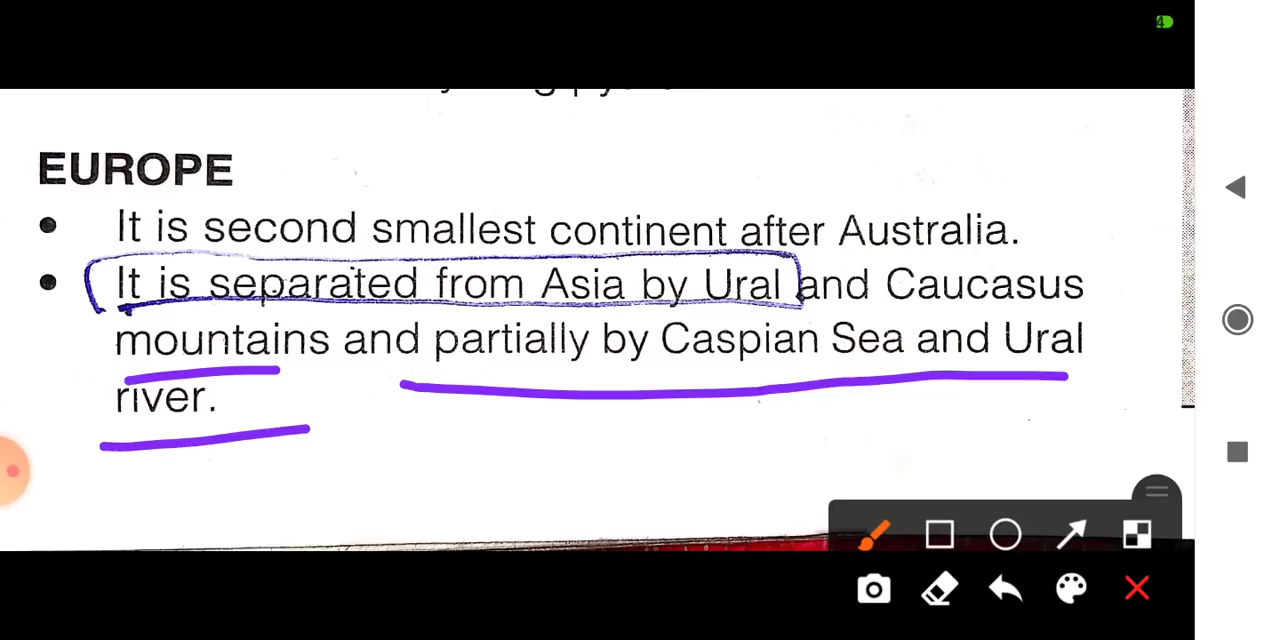 EUROPE
• It is second smallest continent after Australia.
• It is separated from Asia by Ural and Caucasus
mountains and partially by Caspian Sea and Ural
river.